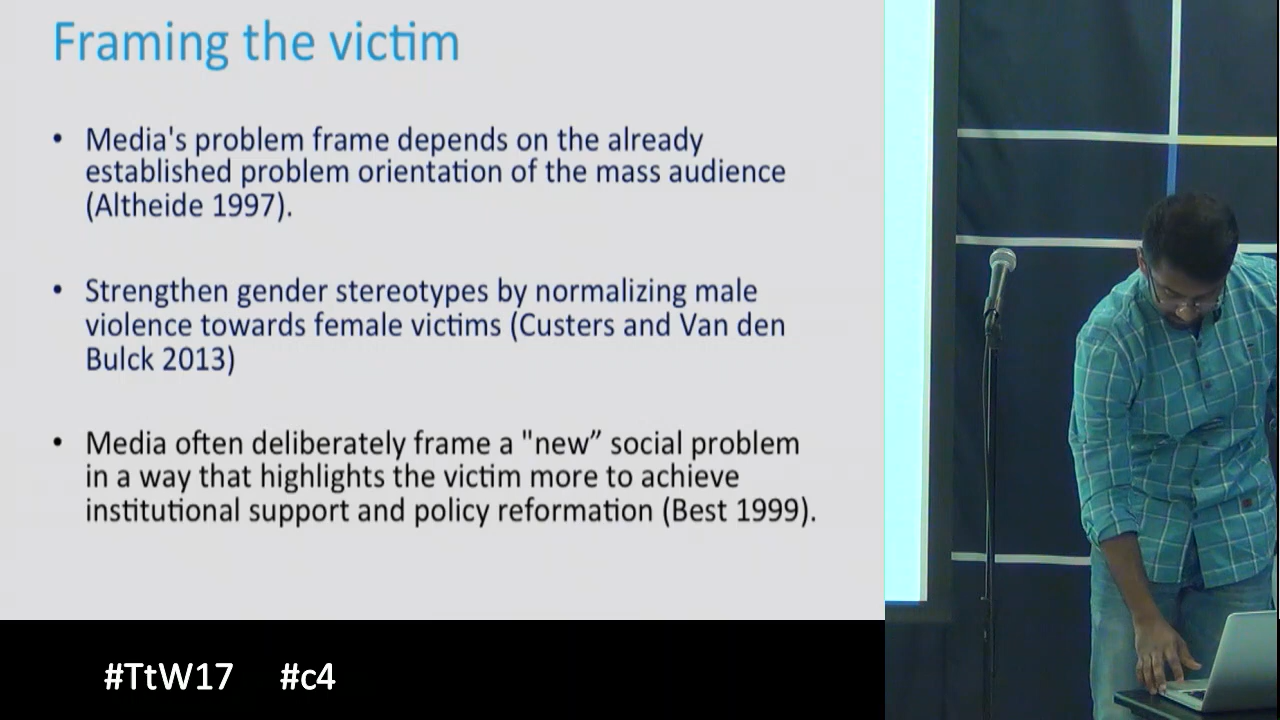 Framing the victim
• Media's problem frame depends on the already
established problem orientation of the mass audience
(Altheide 1997).
• Strengthen gender stereotypes by normalizing male
violence towards female victims (Custers and Van den
Bulck 2013)
• Media often deliberately frame a "new” social problem
in a way that highlights the victim more to achieve
institutional support and policy reformation (Best 1999).
#TtW17 #c4